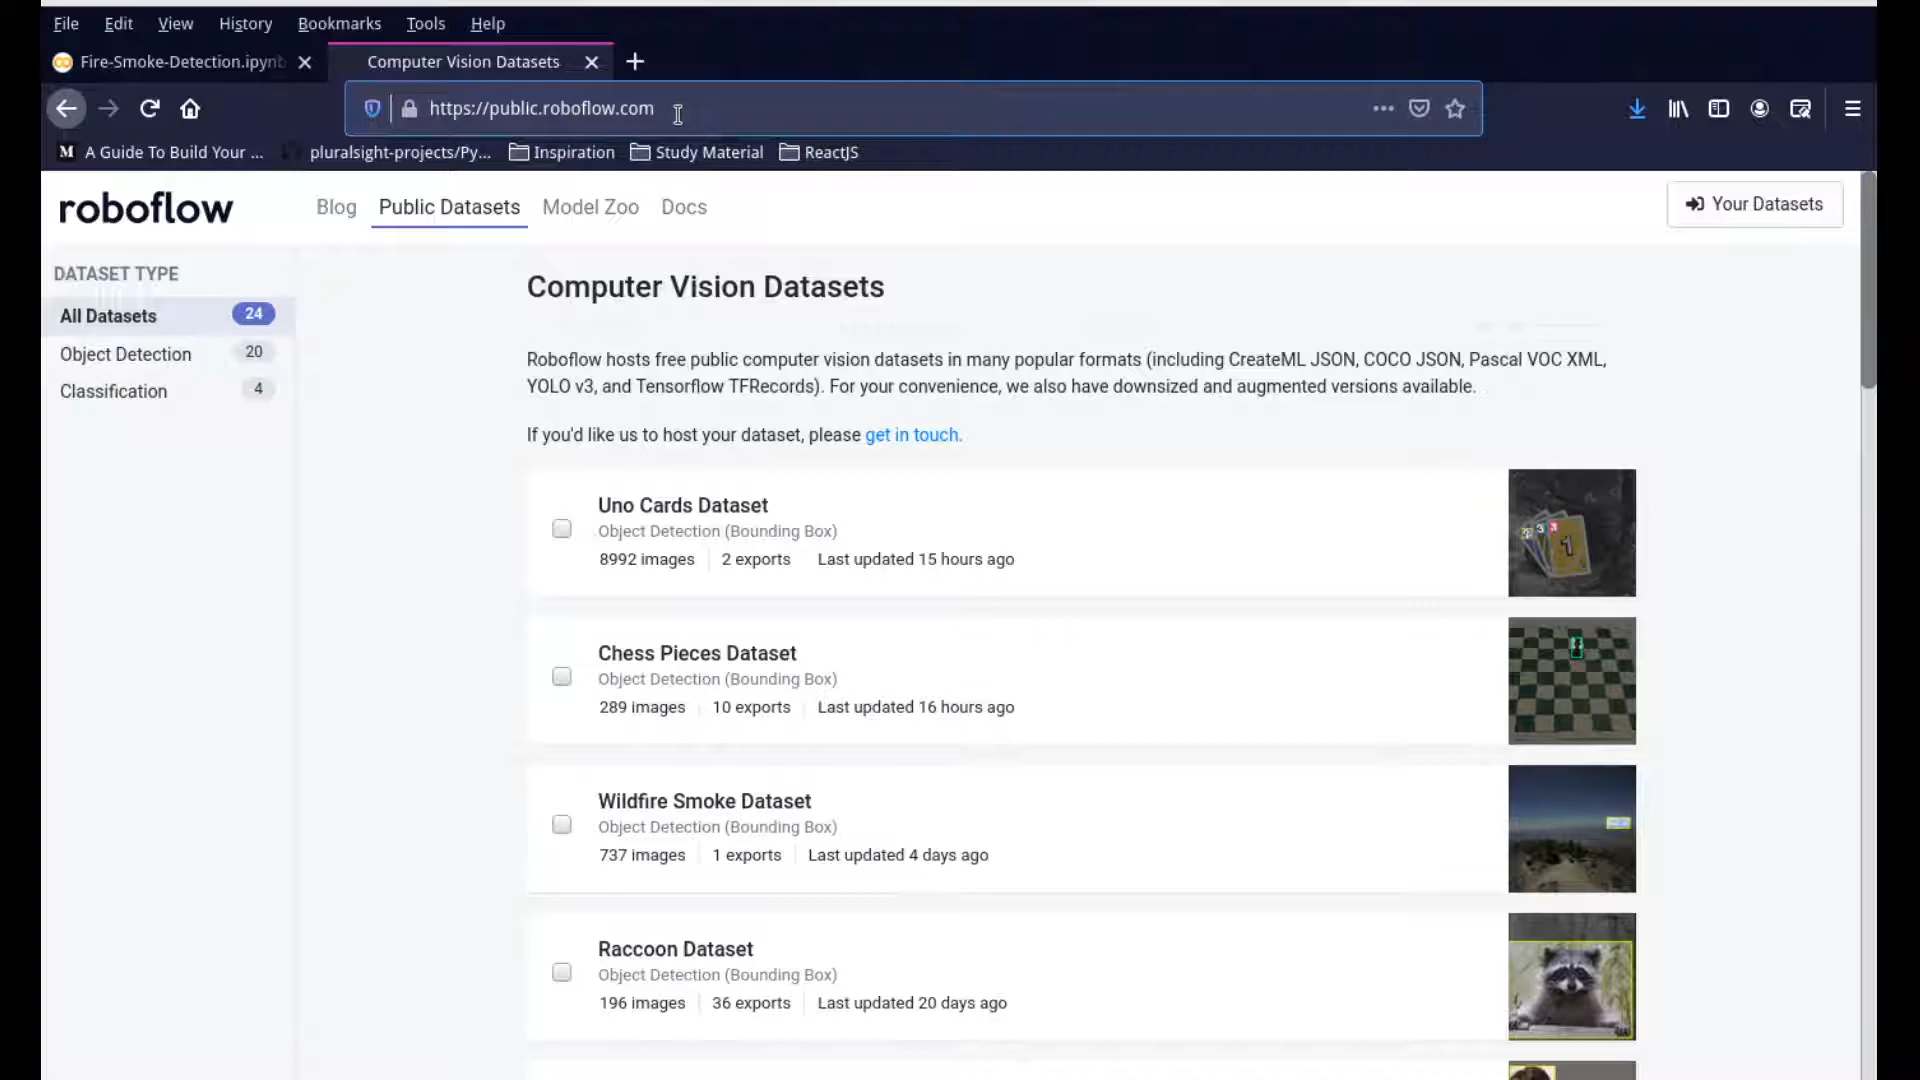 File Edit View History Bookmarks Tools Help
Fire-Smoke-Detection.ipynb
Computer Vision Datasets
https://public.roboflow.com
M A Guide To Build Your ...
pluralsight-projects/Py...
Inspiration
Study Material
ReactJS
roboflow
Blog
Public Datasets
Model Zoo
Docs
Your Datasets
DATASET TYPE
All Datasets 24
Object Detection 20
Classification 4
Computer Vision Datasets
Roboflow hosts free public computer vision datasets in many popular formats (including CreateML JSON, COCO JSON, Pascal VOC XML,
YOLO v3, and Tensorflow TFRecords). For your convenience, we also have downsized and augmented versions available.
If you'd like us to host your dataset, please get in touch.
Uno Cards Dataset
Object Detection (Bounding Box)
8992 images 2 exports Last updated 15 hours ago
Chess Pieces Dataset
Object Detection (Bounding Box)
289 images 10 exports Last updated 16 hours ago
Wildfire Smoke Dataset
Object Detection (Bounding Box)
737 images 1 exports Last updated 4 days ago
Raccoon Dataset
Object Detection (Bounding Box)
196 images 36 exports Last updated 20 days ago